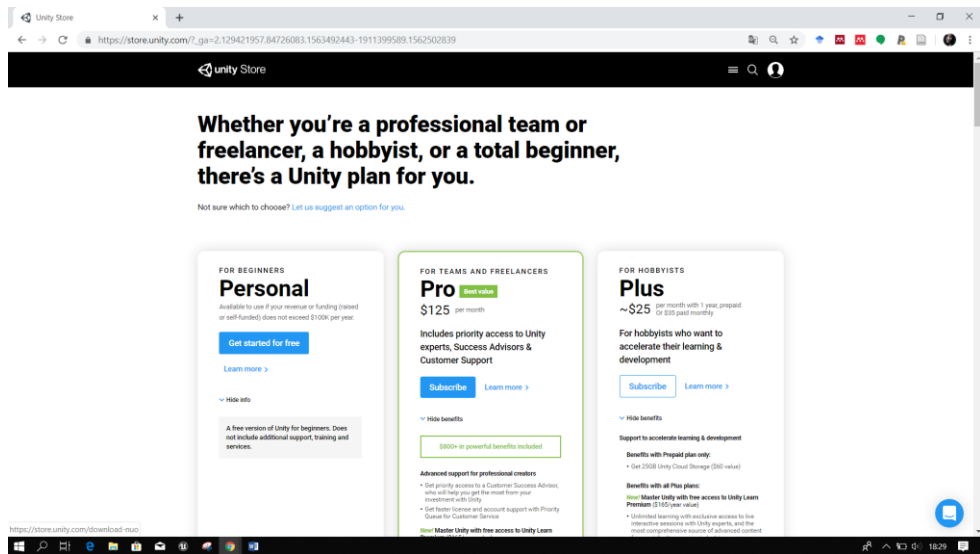 Unity Store
https://store.unity.com/?_ga=2.129421957.84726083.1563492443-1911399589.1562502839
unity Store
Whether you're a professional team or
freelancer, a hobbyist, or a total beginner,
there's a Unity plan for you.
Not sure which to choose? Let us suggest an option for you.
FOR BEGINNERS
Personal
Available to use if your revenue or funding (raised
or self-funded) does not exceed $100K per year.
Get started for free
Learn more >
Hide info
A free version of Unity for beginners. Does
not include additional support, training and
services.
FOR TEAMS AND FREELANCERS
Pro Best value
$125 per month
Includes priority access to Unity
experts, Success Advisors &
Customer Support
Subscribe Learn more >
Hide benefits
$800+ in powerful benefits included
Advanced support for professional creators
• Get priority access to a Customer Success Advisor,
who will help you get the most from your
investment with Unity
• Get faster license and account support with Priority
Queue for Customer Service
New! Master Unity with free access to Unity Learn
FOR HOBBYISTS
Plus
~$25 per month with 1 year, prepaid
Or $35 paid monthly
For hobbyists who want to
accelerate their learning &
development
Subscribe Learn more >
Hide benefits
Support to accelerate learning & development
Benefits with Prepaid plan only:
• Get 25GB Unity Cloud Storage ($60 value)
Benefits with all Plus plans:
New! Master Unity with free access to Unity Learn
Premium ($165/year value)
• Unlimited learning with exclusive access to live
interactive sessions with Unity experts, and the
most comprehensive source of advanced content
https://store.unity.com/download-nuo
18:29